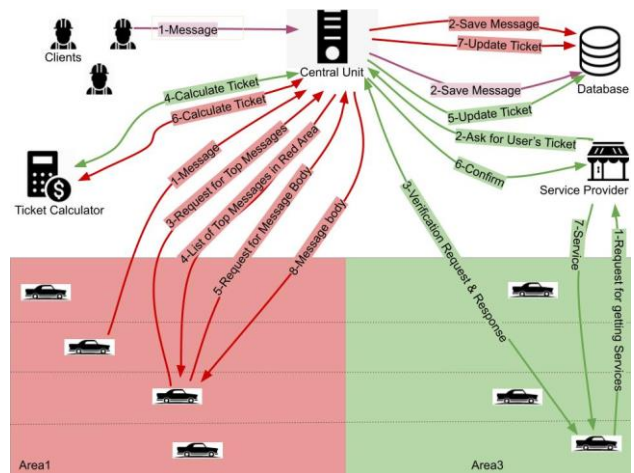 1-Message
Clients
Central Unit
2-Save Message
7-Update Ticket
2-Save Message
Database
4-Calculate Ticket
6-Calculate Ticket
5-Update Ticket
2-Ask for User's Ticket
6-Confirm
Service Provider
Ticket Calculator
1-Message
3-Request for Top Messages
4-List of Top Messages in Red Area
5-Request for Message Body
8-Message body
3-Verification Request & Response
7-Service
1-Request for getting Services
Area1
Area3